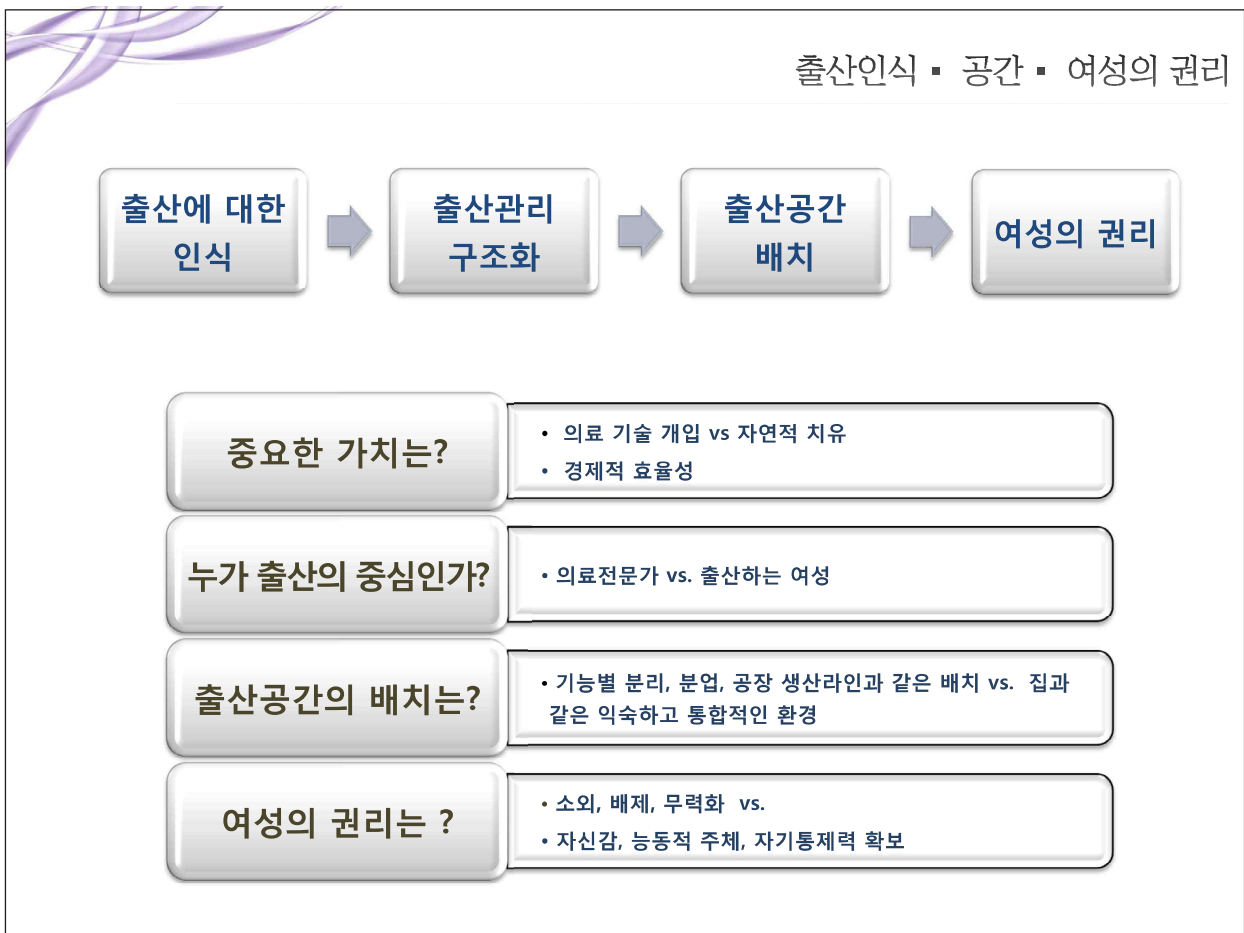 출산인식 ▪ 공간 ▪ 여성의 권리
출산에 대한
인식
출산관리
구조화
출산공간
배치
여성의 권리
중요한 가치는?
• 의료 기술 개입 vs 자연적 치유
• 경제적 효율성
누가 출산의 중심인가?
• 의료전문가 vs. 출산하는 여성
출산공간의 배치는?
• 기능별 분리, 분업, 공장 생산라인과 같은 배치 vs. 집과
같은 익숙하고 통합적인 환경
여성의 권리는 ?
• 소외, 배제, 무력화 vs.
• 자신감, 능동적 주체, 자기통제력 확보